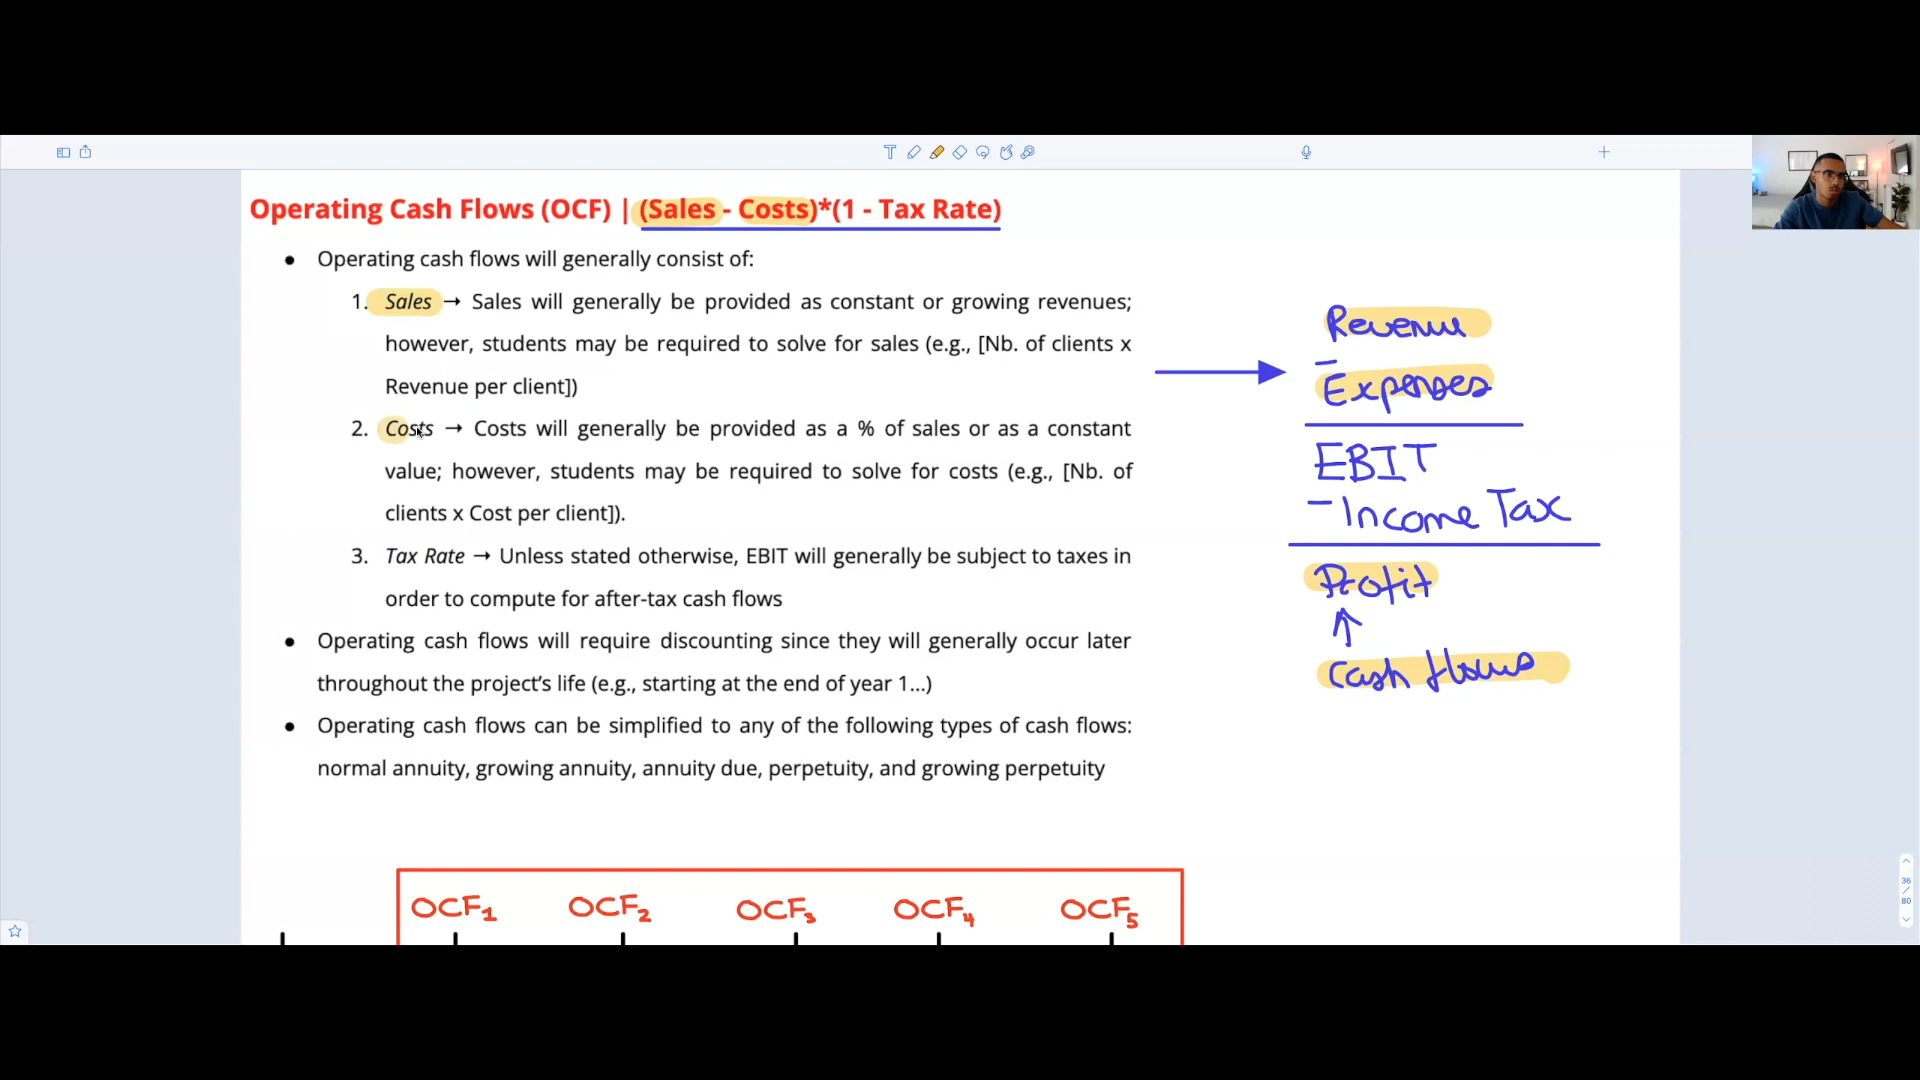 Operating Cash Flows (OCF) | (Sales - Costs)*(1 - Tax Rate)
● Operating cash flows will generally consist of:
1. Sales → Sales will generally be provided as constant or growing revenues;
however, students may be required to solve for sales (e.g., [Nb. of clients x
Revenue per client])
2. Costs → Costs will generally be provided as a % of sales or as a constant
value; however, students may be required to solve for costs (e.g., [Nb. of
clients x Cost per client]).
3. Tax Rate → Unless stated otherwise, EBIT will generally be subject to taxes in
order to compute for after-tax cash flows
● Operating cash flows will require discounting since they will generally occur later
throughout the project's life (e.g., starting at the end of year 1...)
● Operating cash flows can be simplified to any of the following types of cash flows:
normal annuity, growing annuity, annuity due, perpetuity, and growing perpetuity
Revenue
-
Expenses
EBIT
- Income Tax
Profit
↑
Cash flows
OCF₁ OCF₂ OCF₃ OCF₄ OCF₅
36
/
80